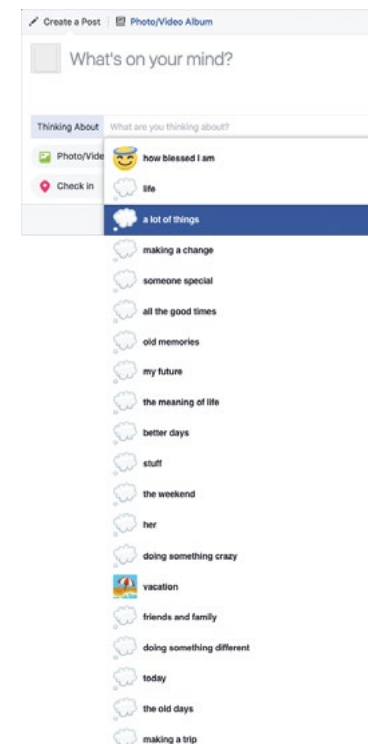 Create a Post
Photo/Video Album
What's on your mind?
Thinking About
What are you thinking about?
Photo/Vide
how blessed I am
Check in
life
a lot of things
making a change
someone special
all the good times
old memories
my future
the meaning of life
better days
stuff
the weekend
her
doing something crazy
vacation
friends and family
doing something different
today
the old days
making a trip